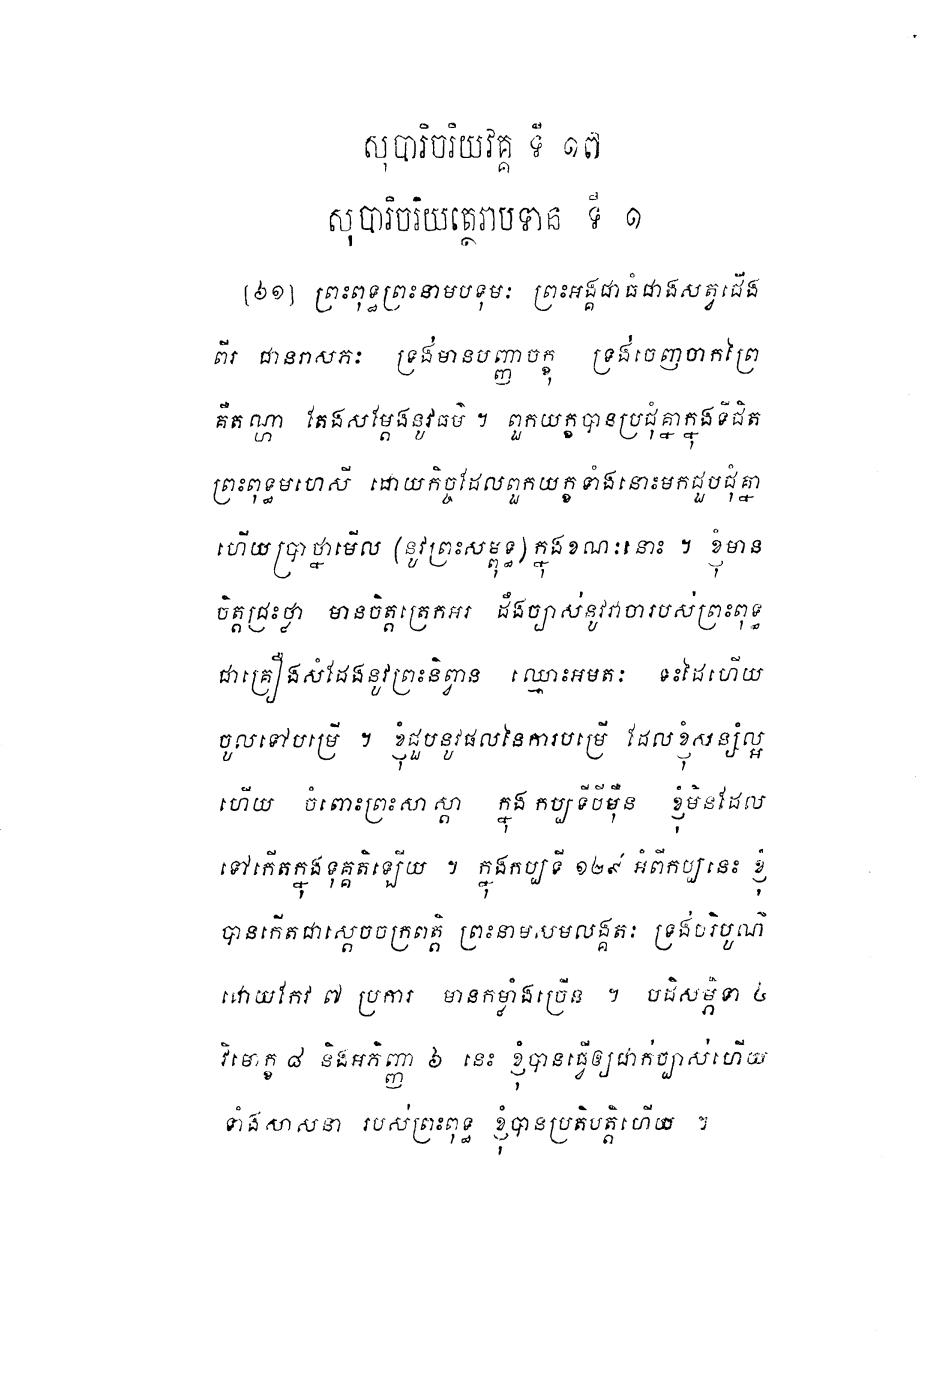 សុបារិចរិយវគ្គ ទី ១៧
សុបារិចរិយត្ថេរាបទាន ទី ១
[៦១] ព្រះពុទ្ធព្រះនាមបទុមៈ ព្រះអង្គជាធំជាងសត្វជើង
ពីរ ជានរាសភៈ ទ្រង់មានបញ្ញាចក្ខុ ទ្រង់ចេញចាកព្រៃ
គឺតណ្ហា តែងសម្តែងនូវធម៌ ។ ពួកយក្ខបានប្រជុំគ្នាក្នុងទីជិត
ព្រះពុទ្ធមហេសី ដោយកិច្ចដែលពួកយក្ខទាំងនោះមកជួបជុំគ្នា
ហើយប្រាថ្នាមើល (នូវព្រះសម្ពុទ្ធ) ក្នុងខណៈនោះ ។ ខ្ញុំមាន
ចិត្តជ្រះថ្លា មានចិត្តត្រេកអរ ដឹងច្បាស់នូវវាចារបស់ព្រះពុទ្ធ
ជាគ្រឿងសំដែងនូវព្រះនិព្វាន ឈ្មោះអមតៈ ទះដៃហើយ
ចូលទៅបម្រើ ។ ខ្ញុំជួបនូវផលនៃការបម្រើ ដែលខ្ញុំសន្សំល្អ
ហើយ ចំពោះព្រះសាស្តា ក្នុងកប្បទីបីម៉ឺន ខ្ញុំមិនដែល
ទៅកើតក្នុងទុគ្គតិឡើយ ។ ក្នុងកប្បទី ១២៩ អំពីកប្បនេះ ខ្ញុំ
បានកើតជាស្តេចចក្រពត្តិ ព្រះនាមសមលង្គតៈ ទ្រង់បរិបូណ៌
ដោយកែវ ៧ ប្រការ មានកម្លាំងច្រើន ។ បដិសម្ភិទា ៤
វិមោក្ខ ៨ និងអភិញ្ញា ៦ នេះ ខ្ញុំបានធ្វើឲ្យជាក់ច្បាស់ហើយ
ទាំងសាសនា របស់ព្រះពុទ្ធ ខ្ញុំបានប្រតិបត្តិហើយ ។